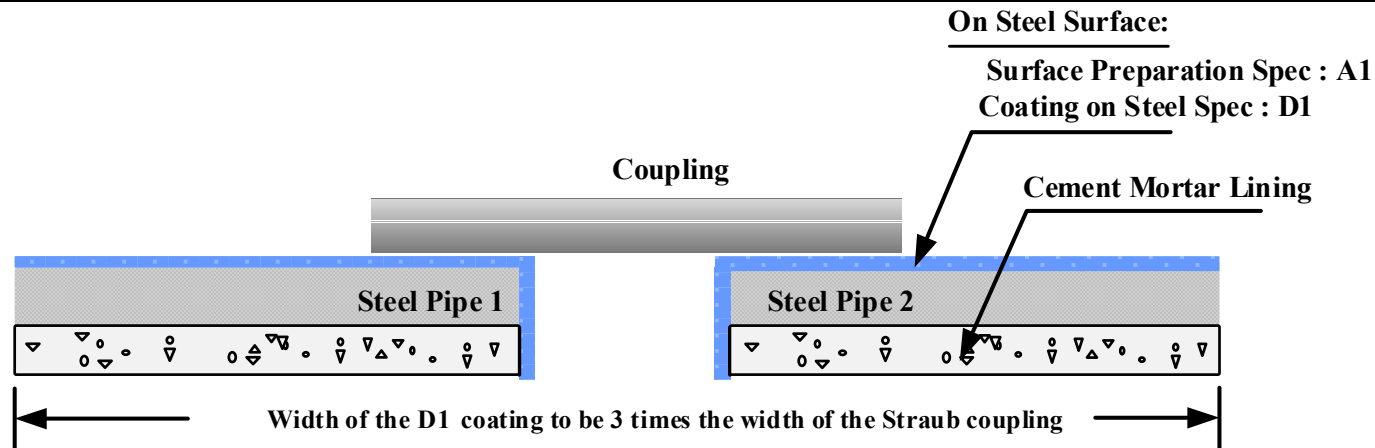 On Steel Surface:
Surface Preparation Spec : A1
Coating on Steel Spec : D1
Coupling
Cement Mortar Lining
Steel Pipe 1
Steel Pipe 2
Width of the D1 coating to be 3 times the width of the Straub coupling